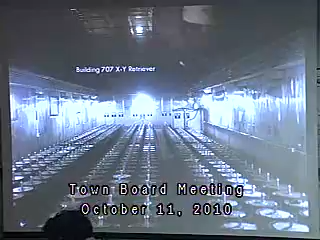 Building 707 X-Y Retriever
Town Board Meeting
October 11, 2010